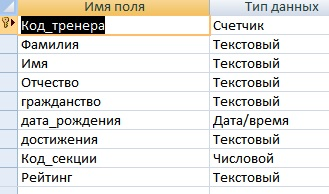 Имя поля Тип данных
Код_тренера Счетчик
Фамилия Текстовый
Имя Текстовый
Отчество Текстовый
гражданство Текстовый
дата_рождения Дата/время
достижения Текстовый
Код_секции Числовой
Рейтинг Текстовый